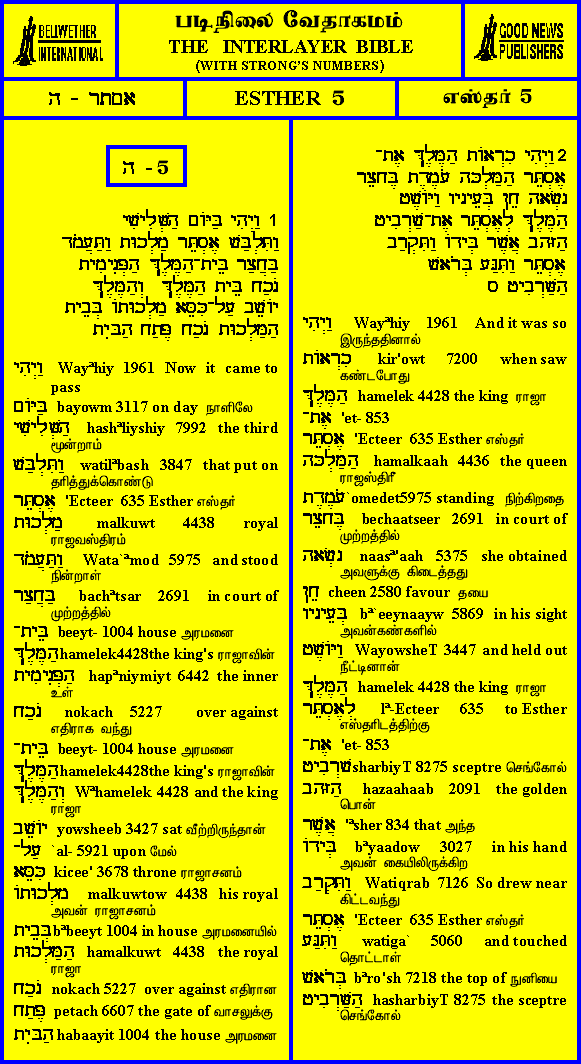 BELLWETHER
INTERNATIONAL
படிநிலை வேதாகமம்
THE INTERLAYER BIBLE
(WITH STRONG'S NUMBERS)
GOOD NEWS
PUBLISHERS
אסתר - ה
ESTHER 5
எஸ்தர் 5
ה - 5
1 וַיְהִי בַּיּוֹם הַשְּׁלִישִׁי
וַתִּלְבַּשׁ אֶסְתֵּר מַלְכוּת וַתַּעֲמֹד
בַּחֲצַר בֵּית־הַמֶּלֶךְ הַפְּנִימִית
נֹכַח בֵּית הַמֶּלֶךְ וְהַמֶּלֶךְ
יוֹשֵׁב עַל־כִּסֵּא מַלְכוּתוֹ בְּבֵית
הַמַּלְכוּת נֹכַח פֶּתַח הַבָּיִת
וַיְהִי Wayªhiy 1961 Now it came to
pass
בַּיּוֹם bayowm 3117 on day நாளிலே
הַשְּׁלִישִׁי hashªliyshiy 7992 the third
மூன்றாம்
וַתִּלְבַּשׁ watilªbash 3847 that put on
தரித்துக்கொண்டு
אֶסְתֵּר 'Ecteer 635 Esther எஸ்தர்
מַלְכוּת malkuwt 4438 royal
ராஜவஸ்திரம்
וַתַּעֲמֹד Wata`ªmod 5975 and stood
நின்றாள்
בַּחֲצַר bachªtsar 2691 in court of
முற்றத்தில்
בֵּית־ beeyt- 1004 house அரமனை
הַמֶּלֶךְ hamelek4428the king's ராஜாவின்
הַפְּנִימִית hapªniymiyt 6442 the inner
உள்
נֹכַח nokach 5227 over against
எதிராக வந்து
בֵּית־ beeyt- 1004 house அரமனை
הַמֶּלֶךְ hamelek4428the king's ராஜாவின்
וְהַמֶּלֶךְ Wªhamelek 4428 and the king
ராஜா
יוֹשֵׁב yowsheeb 3427 sat வீற்றிருந்தான்
עַל־ `al- 5921 upon மேல்
כִּסֵּא kicee' 3678 throne ராஜாசனம்
מַלְכוּתוֹ malkuwtow 4438 his royal
அவன் ராஜாசனம்
בְּבֵית bªbeeyt 1004 in house அரமனையில்
הַמַּלְכוּת hamalkuwt 4438 the royal
ராஜா
נֹכַח nokach 5227 over against எதிரான
פֶּתַח petach 6607 the gate of வாசலுக்கு
הַבָּיִת habaayit 1004 the house அரமனை
2 וַיְהִי כִרְאוֹת הַמֶּלֶךְ אֶת־
אֶסְתֵּר הַמַּלְכָּה עֹמֶדֶת בֶּחָצֵר
נָשְׂאָה חֵן בְּעֵינָיו וַיּוֹשֶׁט
הַמֶּלֶךְ לְאֶסְתֵּר אֶת־שַׁרְבִיט
הַזָּהָב אֲשֶׁר בְּיָדוֹ וַתִּקְרַב
אֶסְתֵּר וַתִּגַּע בְּרֹאשׁ
הַשַּׁרְבִיט ס
וַיְהִי Wayªhiy 1961 And it was so
இருந்ததினால்
כִרְאוֹת kir'owt 7200 when saw
கண்டபோது
הַמֶּלֶךְ hamelek 4428 the king ராஜா
אֶת־ 'et- 853
אֶסְתֵּר 'Ecteer 635 Esther எஸ்தர்
הַמַּלְכָּה hamalkaah 4436 the queen
ராஜஸ்திரீ
עֹמֶדֶת `omedet5975 standing நிற்கிறதை
בֶּחָצֵר bechaatseer 2691 in court of
முற்றத்தில்
נָשְׂאָה naasª'aah 5375 she obtained
அவளுக்கு கிடைத்தது
חֵן cheen 2580 favour தயை
בְּעֵינָיו bª`eeynaayw 5869 in his sight
அவன்கண்களில்
וַיּוֹשֶׁט WayowsheT 3447 and held out
நீட்டினான்
הַמֶּלֶךְ hamelek 4428 the king ராஜா
לְאֶסְתֵּר lª-Ecteer 635 to Esther
எஸ்தரிடத்திற்கு
אֶת־ 'et- 853
שַׁרְבִיט sharbiyT 8275 sceptre செங்கோல்
הַזָּהָב hazaahaab 2091 the golden
பொன்
אֲשֶׁר 'ªsher 834 that அந்த
בְּיָדוֹ bªyaadow 3027 in his hand
அவன் கையிலிருக்கிற
וַתִּקְרַב Watiqrab 7126 So drew near
கிட்டவந்து
אֶסְתֵּר 'Ecteer 635 Esther எஸ்தர்
וַתִּגַּע watiga` 5060 and touched
தொட்டாள்
בְּרֹאשׁ bªro'sh 7218 the top of நுனியை
הַשַּׁרְבִיט hasharbiyT 8275 the sceptre
செங்கோல்